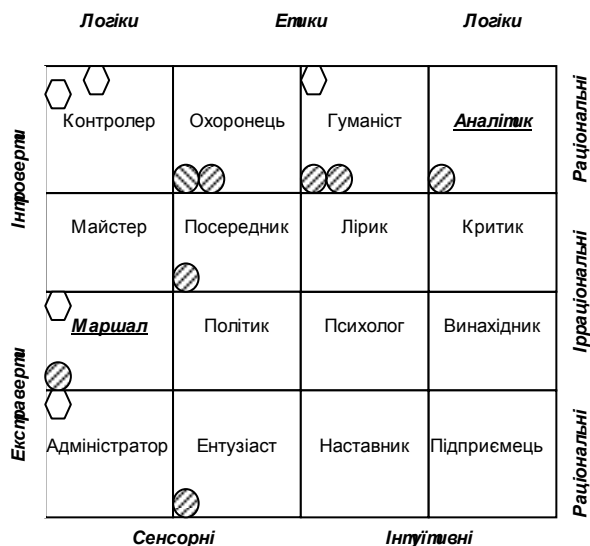 Логіки Етики Логіки
Контролер Охоронець Гуманіст Аналітик
Майстер Посередник Лірик Критик
Маршал Політик Психолог Винахідник
Адміністратор Ентузіаст Наставник Підприємець
Сенсорні Інтуїтивні
Інтроверти
Екстраверти
Раціональні
Ірраціональні
Раціональні